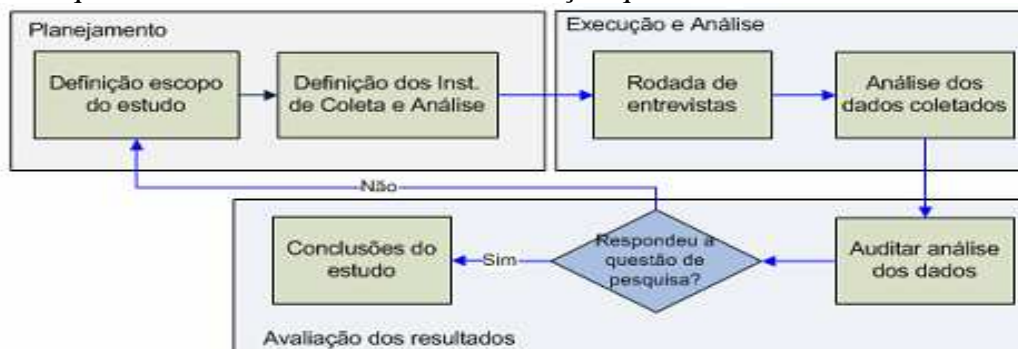 Planejamento
Definição escopo
do estudo
Definição dos Inst.
de Coleta e Análise
Execução e Análise
Rodada de
entrevistas
Análise dos
dados coletados
Não
Conclusões do
estudo
Sim
Respondeu a
questão de
pesquisa?
Auditar análise
dos dados
Avaliação dos resultados